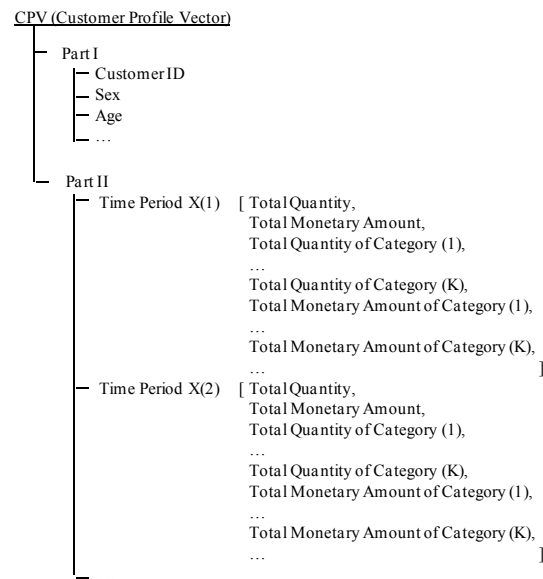 CPV (Customer Profile Vector)
Part I
Customer ID
Sex
Age
…
Part II
Time Period X(1) [ Total Quantity,
Total Monetary Amount,
Total Quantity of Category (1),
…
Total Quantity of Category (K),
Total Monetary Amount of Category (1),
…
Total Monetary Amount of Category (K),
… ]
Time Period X(2) [ Total Quantity,
Total Monetary Amount,
Total Quantity of Category (1),
…
Total Quantity of Category (K),
Total Monetary Amount of Category (1),
…
Total Monetary Amount of Category (K),
… ]